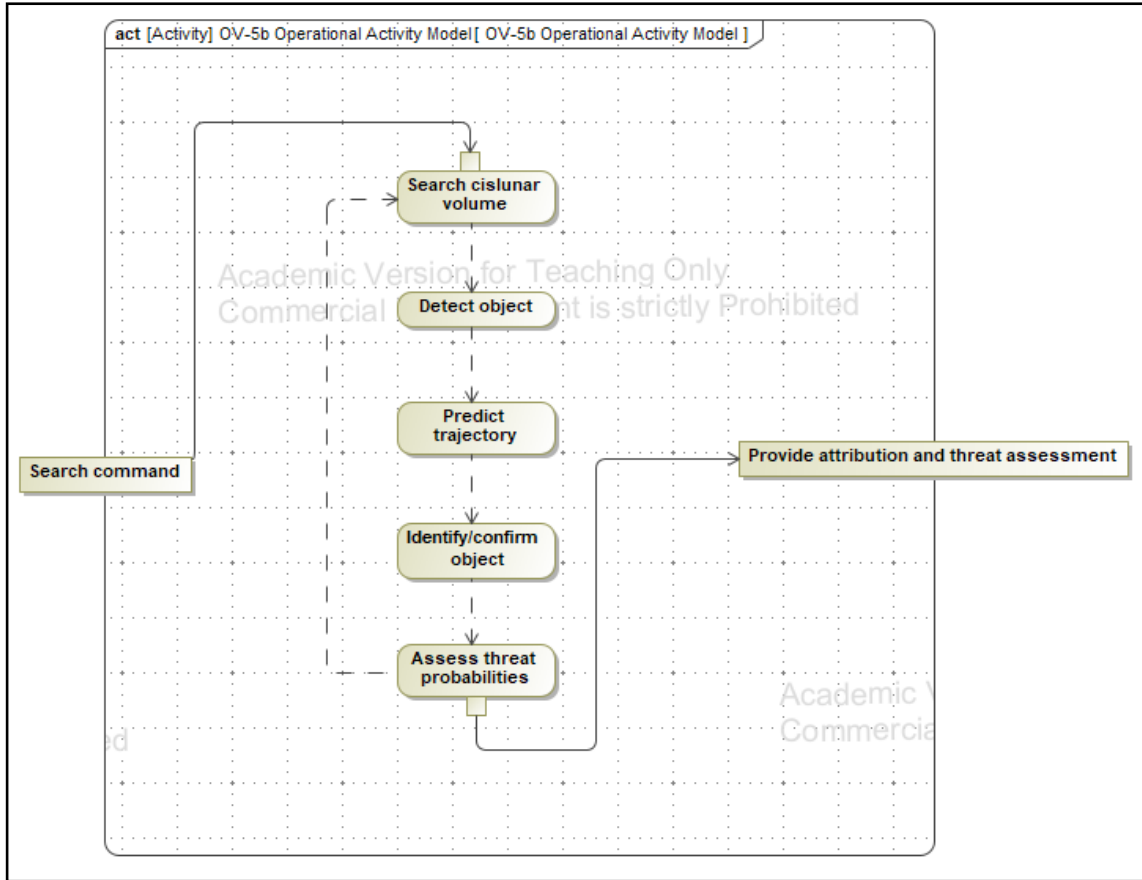 act [Activity] OV-5b Operational Activity Model[ OV-5b Operational Activity Model ]
Search cislunar
volume
Academic Version for Teaching Only
Commercial
nt is strictly Prohibited
Detect object
Predict
trajectory
Search command
Provide attribution and threat assessment
Identify/confirm
object
Assess threat
probabilities
Academic
Commercia
ed